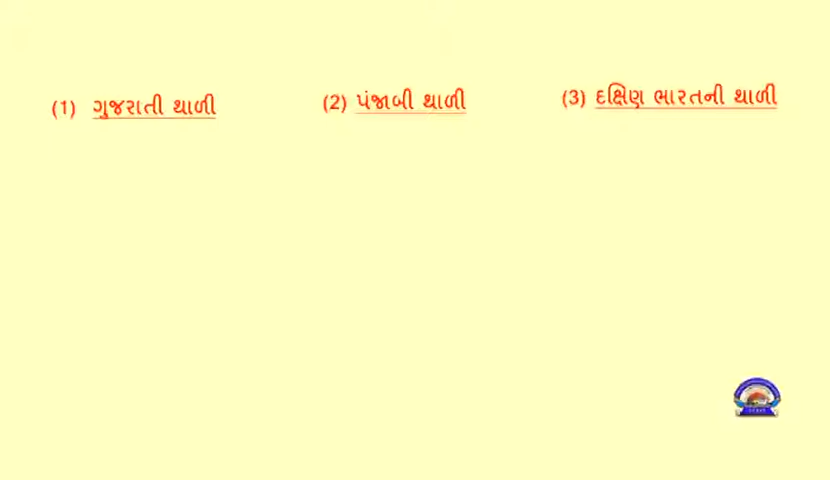 (1) ગુજરાતી થાળી
(2) પંજાબી થાળી
(3) દક્ષિણ ભારતની થાળી